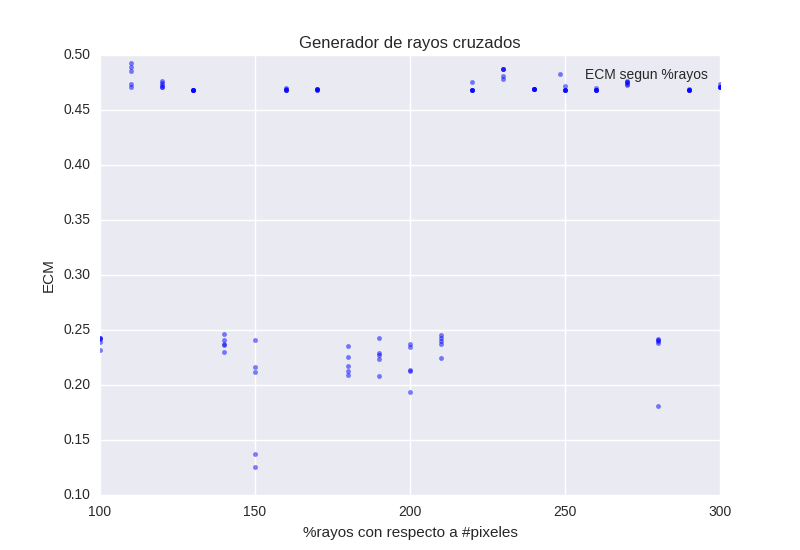 Generador de rayos cruzados
ECM segun %rayos
0.50
0.45
0.40
0.35
0.30
0.25
0.20
0.15
0.10
ECM
100 150 200 250 300
%rayos con respecto a #pixeles